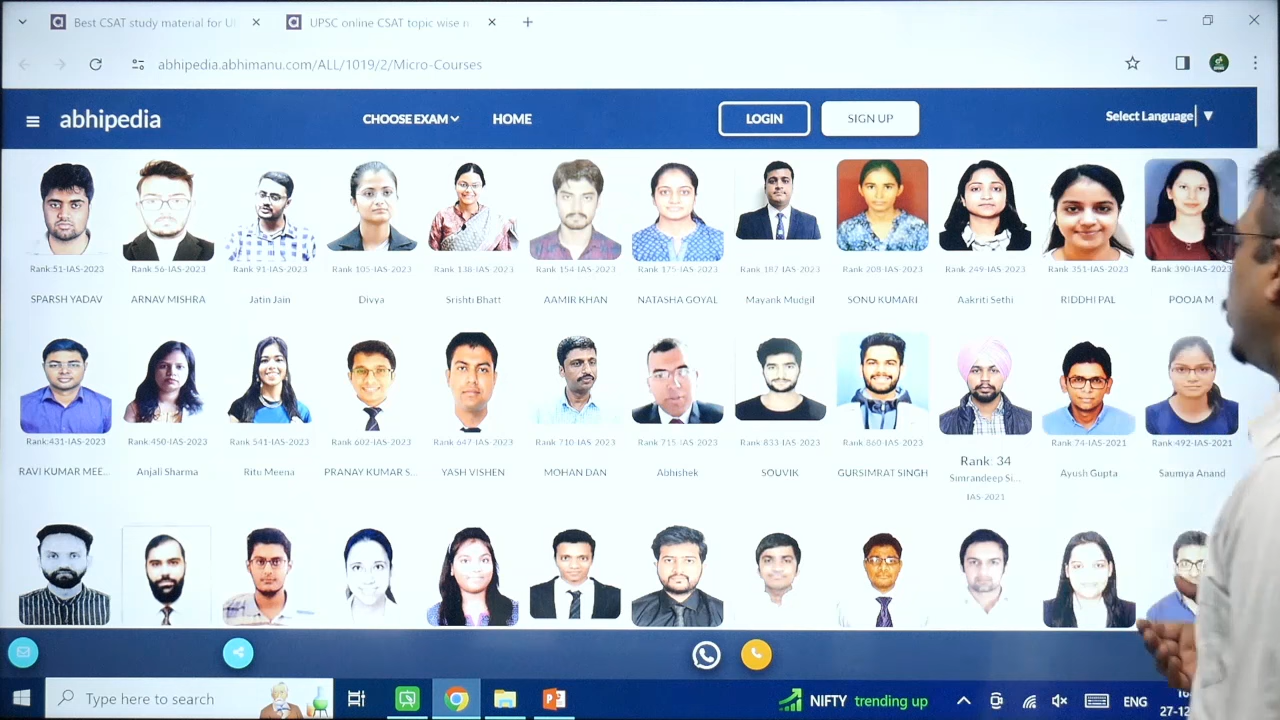 Best CSAT study material for U
UPSC online CSAT topic wise n
abhipedia.abhimanu.com/ALL/1019/2/Micro-Courses
abhipedia
CHOOSE EXAM
HOME
LOGIN
SIGN UP
Select Language
Rank:51-IAS-2023
Rank 56-IAS-2023
Rank 91-IAS-2023
Rank 105-IAS-2023
Rank 138-IAS 2023
Rank 154 IAS 2023
Rank 175-IAS-2023
Rank 187 IAS-2023
Rank 208-IAS-2023
Rank 249-IAS-2023
Rank 351-IAS-2023
Rank 390-IAS-2023
SPARSH YADAV
ARNAV MISHRA
Jatin Jain
Divya
Srishti Bhatt
AAMIR KHAN
NATASHA GOYAL
Mayank Mudgil
SONU KUMARI
Aakriti Sethi
RIDDHI PAL
POOJA M
Rank:431-IAS-2023
Rank:450-IAS-2023
Rank 541-IAS-2023
Rank 602-IAS-2023
Rank 647-IAS 2023
Rank 710 IAS 2023
Rank 715 IAS-2023
Rank 833 IAS-2023
Rank 860-IAS-2023
Rank: 34
Simrandeep Si...
IAS-2021
Rank:74-IAS-2021
Rank:492-IAS-2021
RAVI KUMAR MEE...
Anjali Sharma
Ritu Meena
PRANAY KUMAR S...
YASH VISHEN
MOHAN DAN
Abhishek
SOUVIK
GURSIMRAT SINGH
Ayush Gupta
Saumya Anand
Type here to search
NIFTY trending up
ENG
27-12